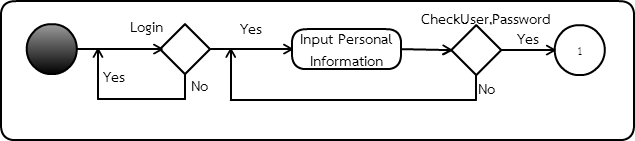 Login
Yes
CheckUser,Password
Yes
Input Personal
Information
1
Yes
No
No